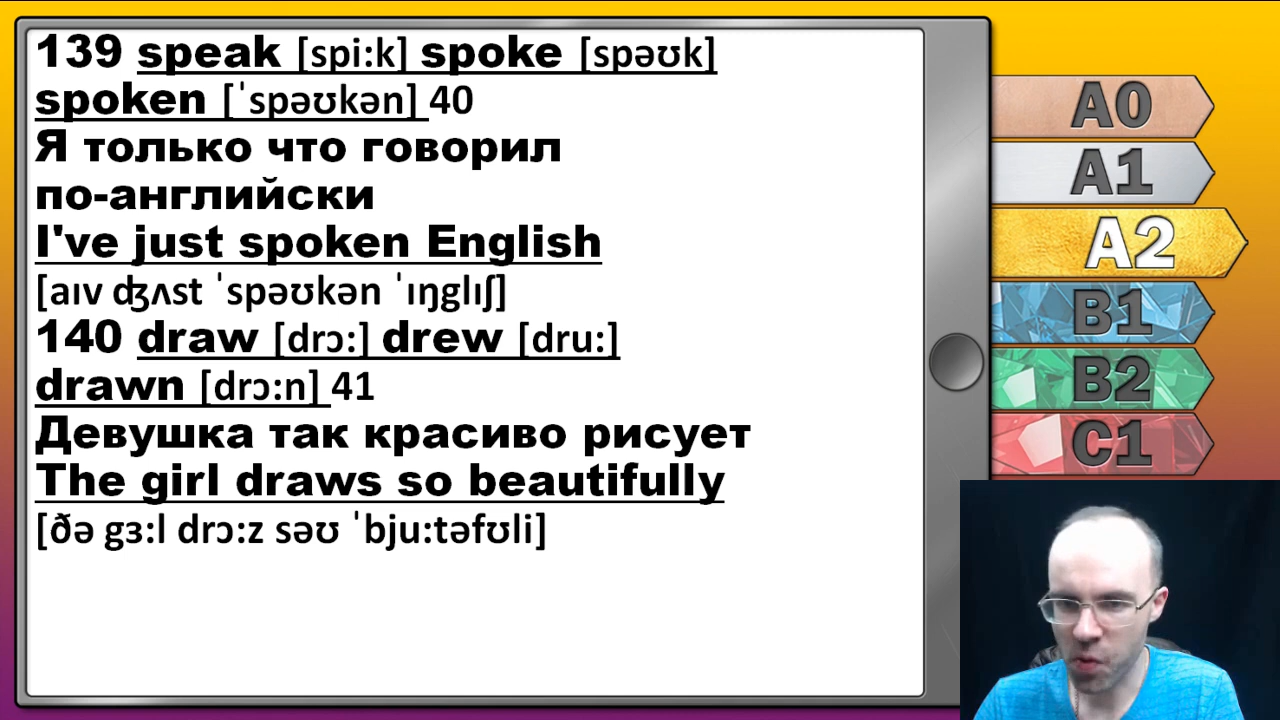 139 speak [spi:k] spoke [spəʊk]
spoken [ˈspəʊkən] 40
Я только что говорил
по-английски
I've just spoken English
[aɪv ʤʌst ˈspəʊkən ˈɪŋglɪʃ]
140 draw [drɔ:] drew [dru:]
drawn [drɔ:n] 41
Девушка так красиво рисует
The girl draws so beautifully
[ðə gɜ:l drɔ:z səʊ ˈbju:təfʊli]
A0
A1
A2
B1
B2
C1